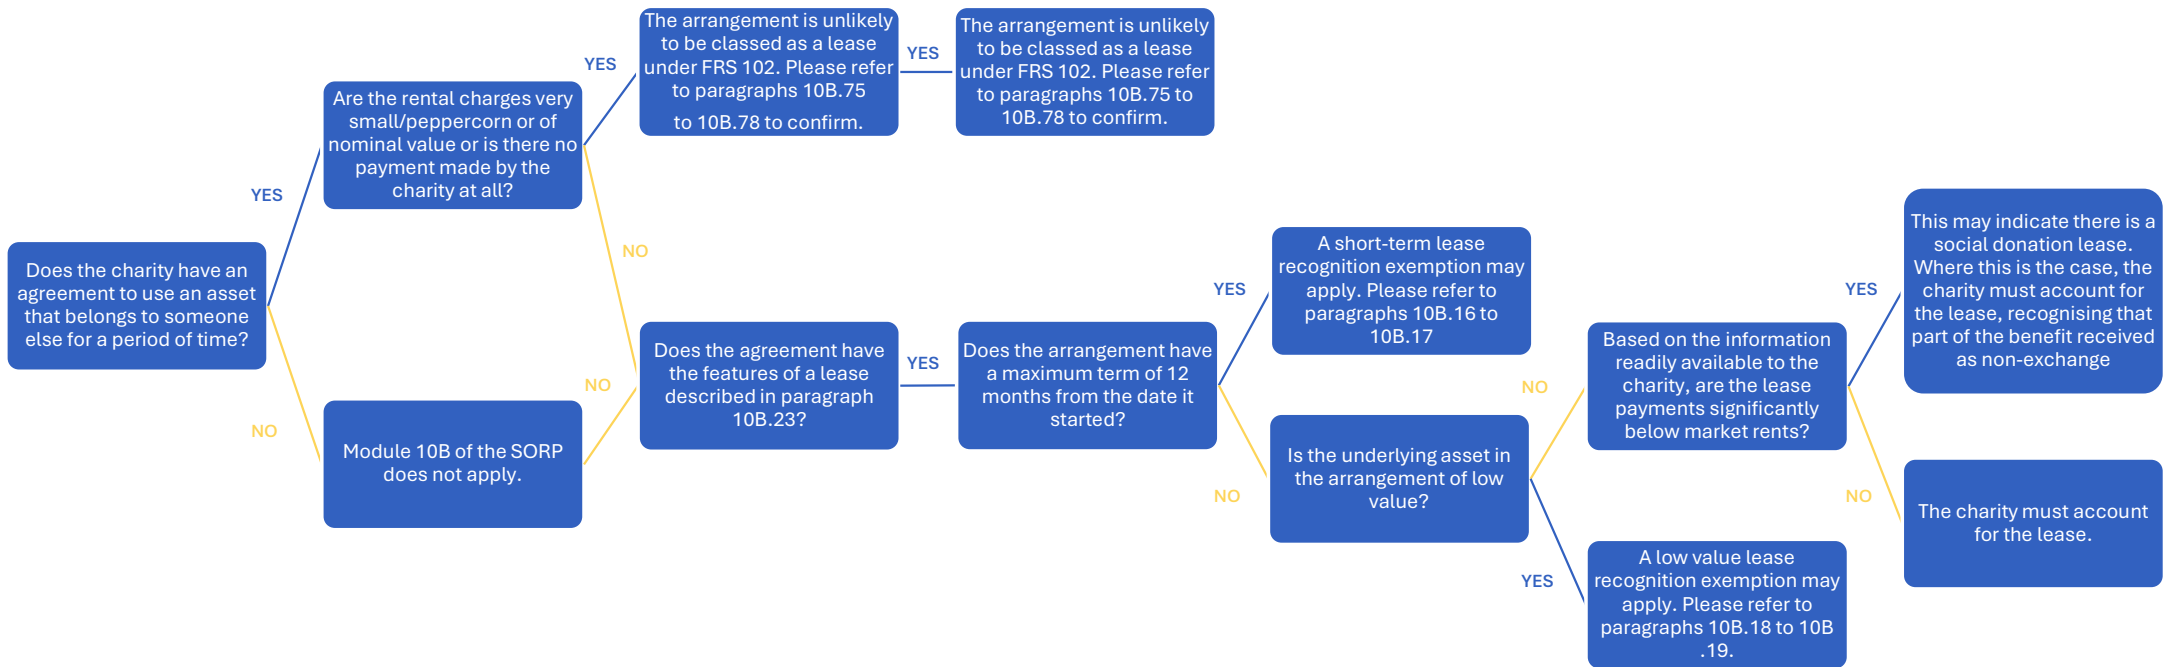 Does the charity have an
agreement to use an asset
that belongs to someone
else for a period of time?
YES
NO
Are the rental charges very
small/peppercorn or of
nominal value or is there no
payment made by the
charity at all?
Module 10B of the SORP
does not apply.
YES
NO
NO
The arrangement is unlikely
to be classed as a lease
under FRS 102. Please refer
to paragraphs 10B.75
to 10B.78 to confirm.
YES
The arrangement is unlikely
to be classed as a lease
under FRS 102. Please refer
to paragraphs 10B.75 to
10B.78 to confirm.
Does the agreement have
the features of a lease
described in paragraph
10B.23?
YES
Does the arrangement have
a maximum term of 12
months from the date it
started?
YES
NO
A short-term lease
recognition exemption may
apply. Please refer to
paragraphs 10B.16 to
10B.17
Is the underlying asset in
the arrangement of low
value?
NO
YES
Based on the information
readily available to the
charity, are the lease
payments significantly
below market rents?
A low value lease
recognition exemption may
apply. Please refer to
paragraphs 10B.18 to 10B
.19.
YES
NO
This may indicate there is a
social donation lease.
Where this is the case, the
charity must account for
the lease, recognising that
part of the benefit received
as non-exchange
The charity must account
for the lease.